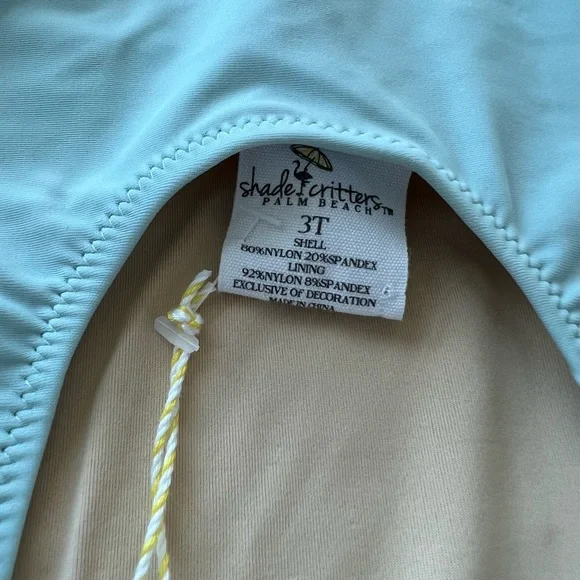 shade critters™
PALM BEACH
3T
SHELL
80%NYLON 20%SPANDEX
LINING
92%NYLON 8%SPANDEX
EXCLUSIVE OF DECORATION
MADE IN CHINA